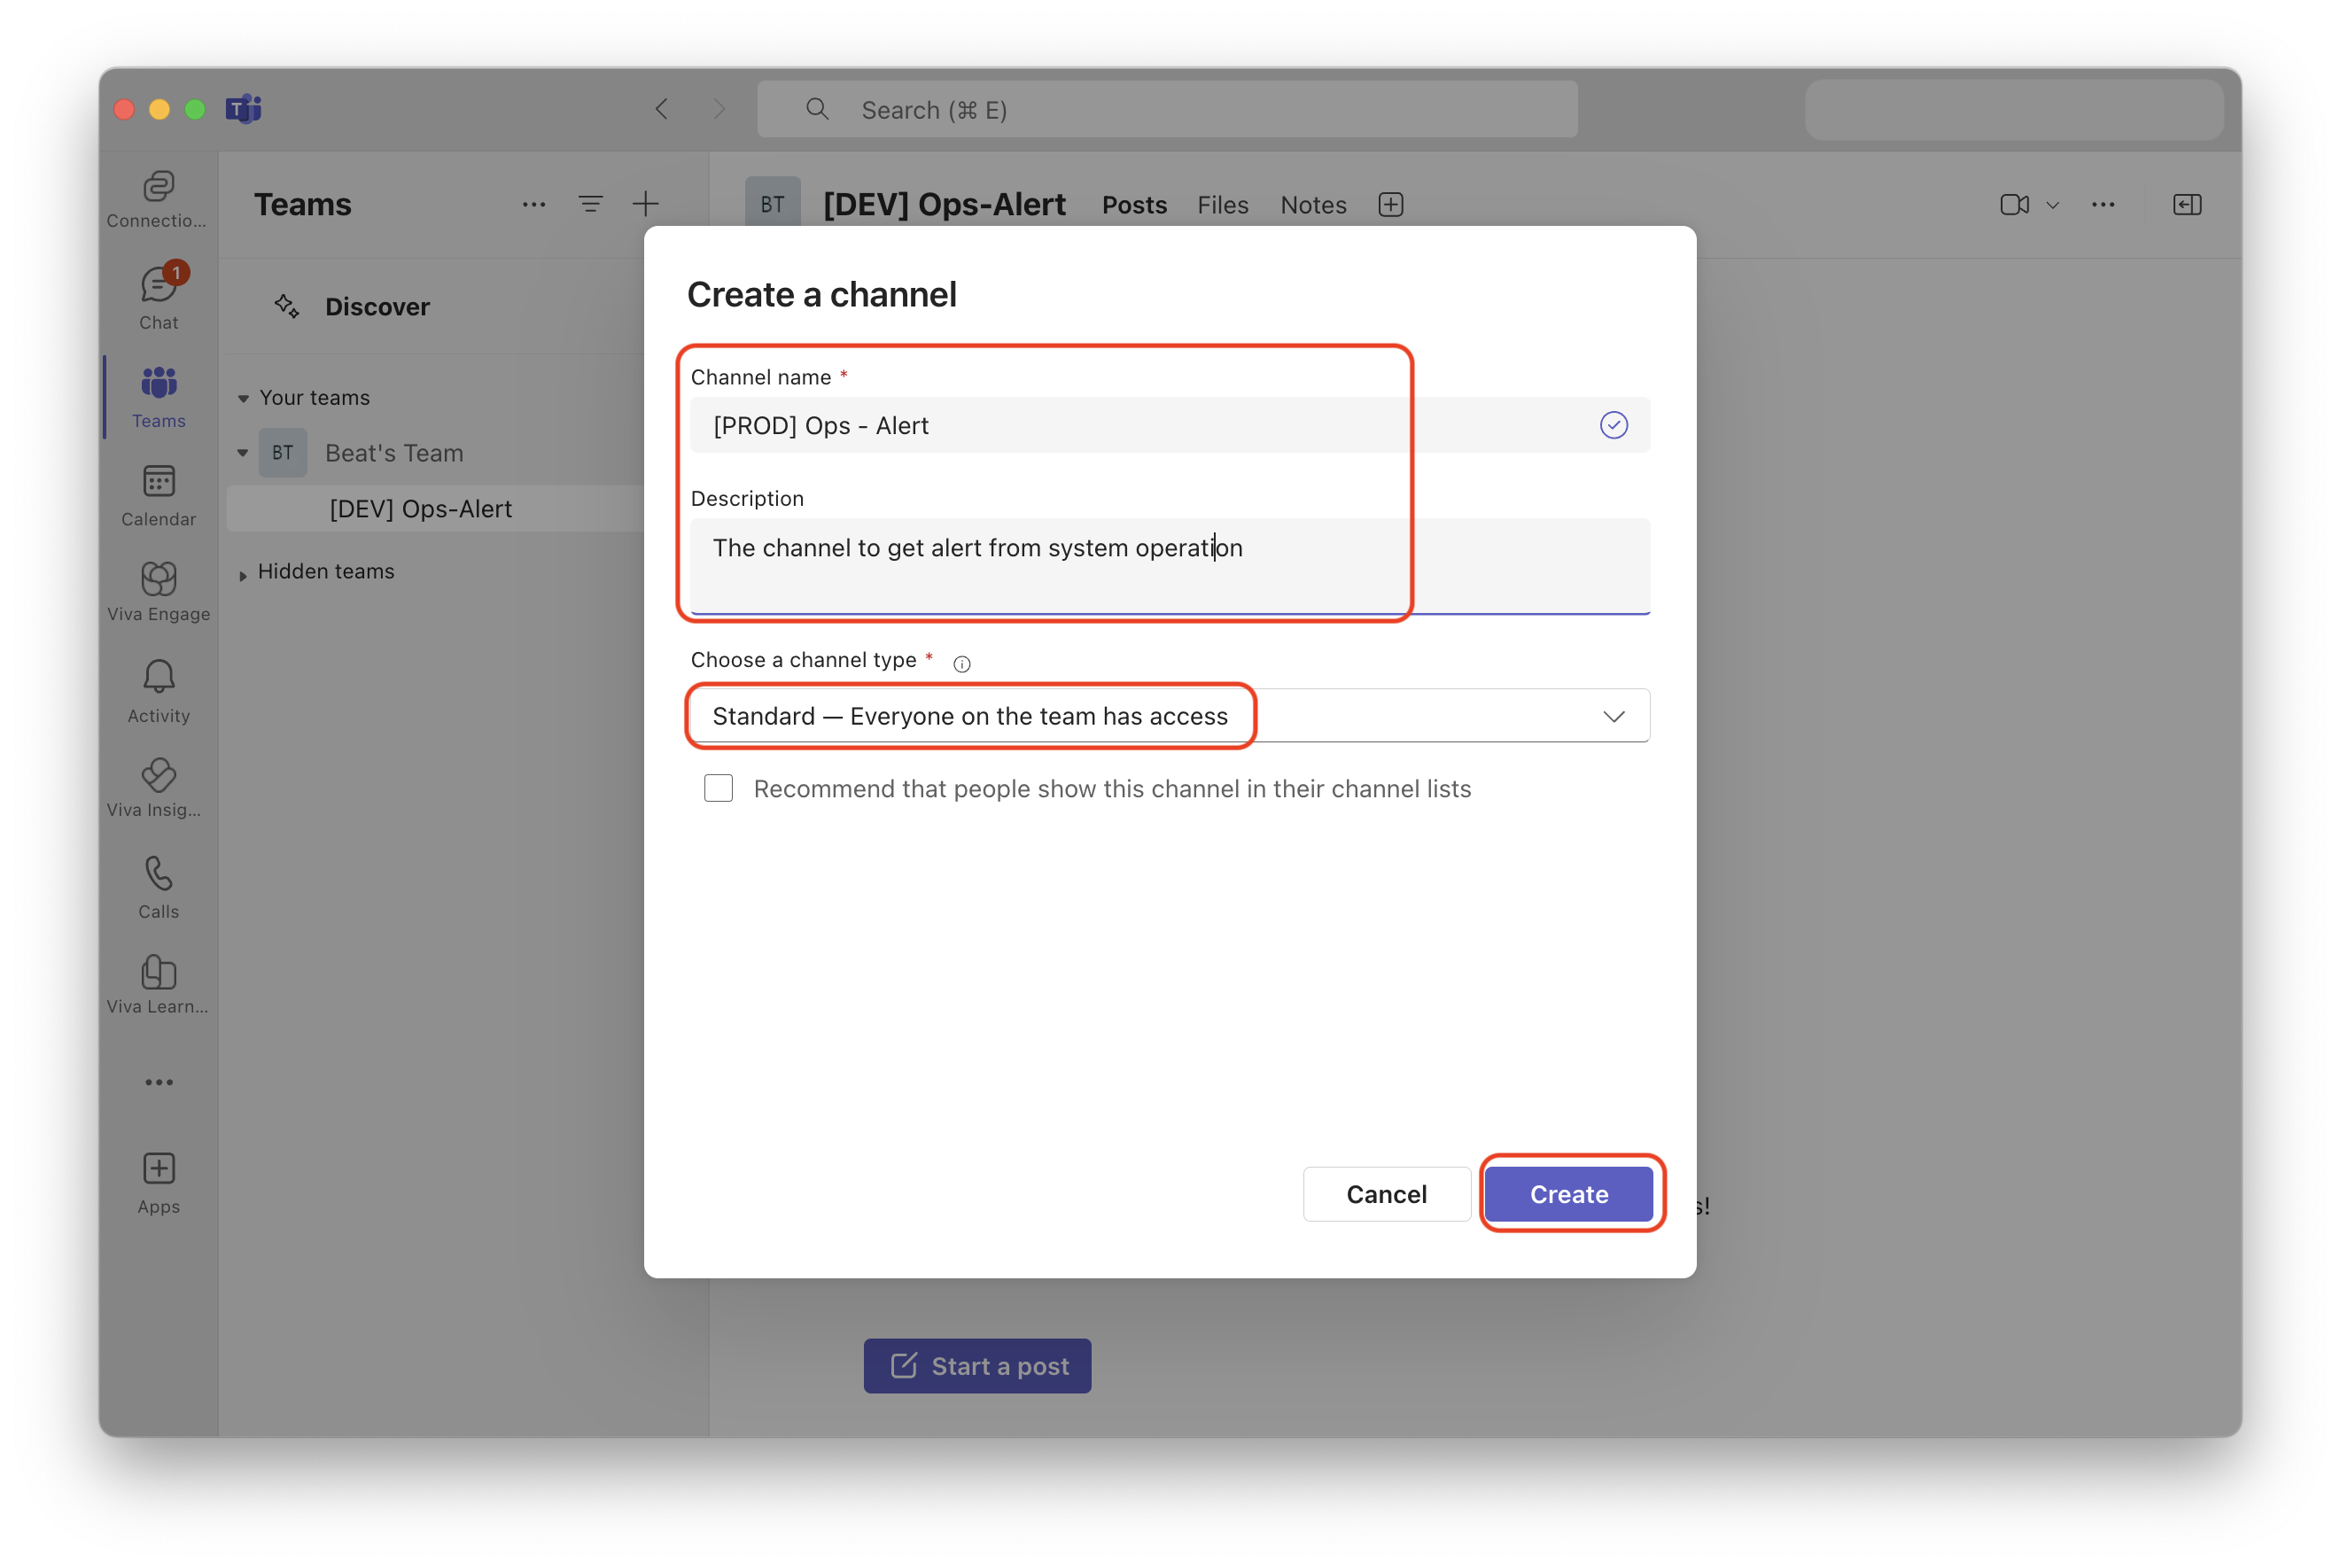 T
Search (⌘ E)
Connectio...
1
Chat
Teams
Calendar
Viva Engage
Activity
Viva Insig...
Calls
Viva Learn...
Apps
Teams
Discover
Your teams
BT Beat's Team
[DEV] Ops-Alert
Hidden teams
BT [DEV] Ops-Alert Posts Files Notes
Create a channel
Channel name *
[PROD] Ops - Alert
Description
The channel to get alert from system operation
Choose a channel type *
Standard — Everyone on the team has access
Recommend that people show this channel in their channel lists
Cancel Create
s!
Start a post